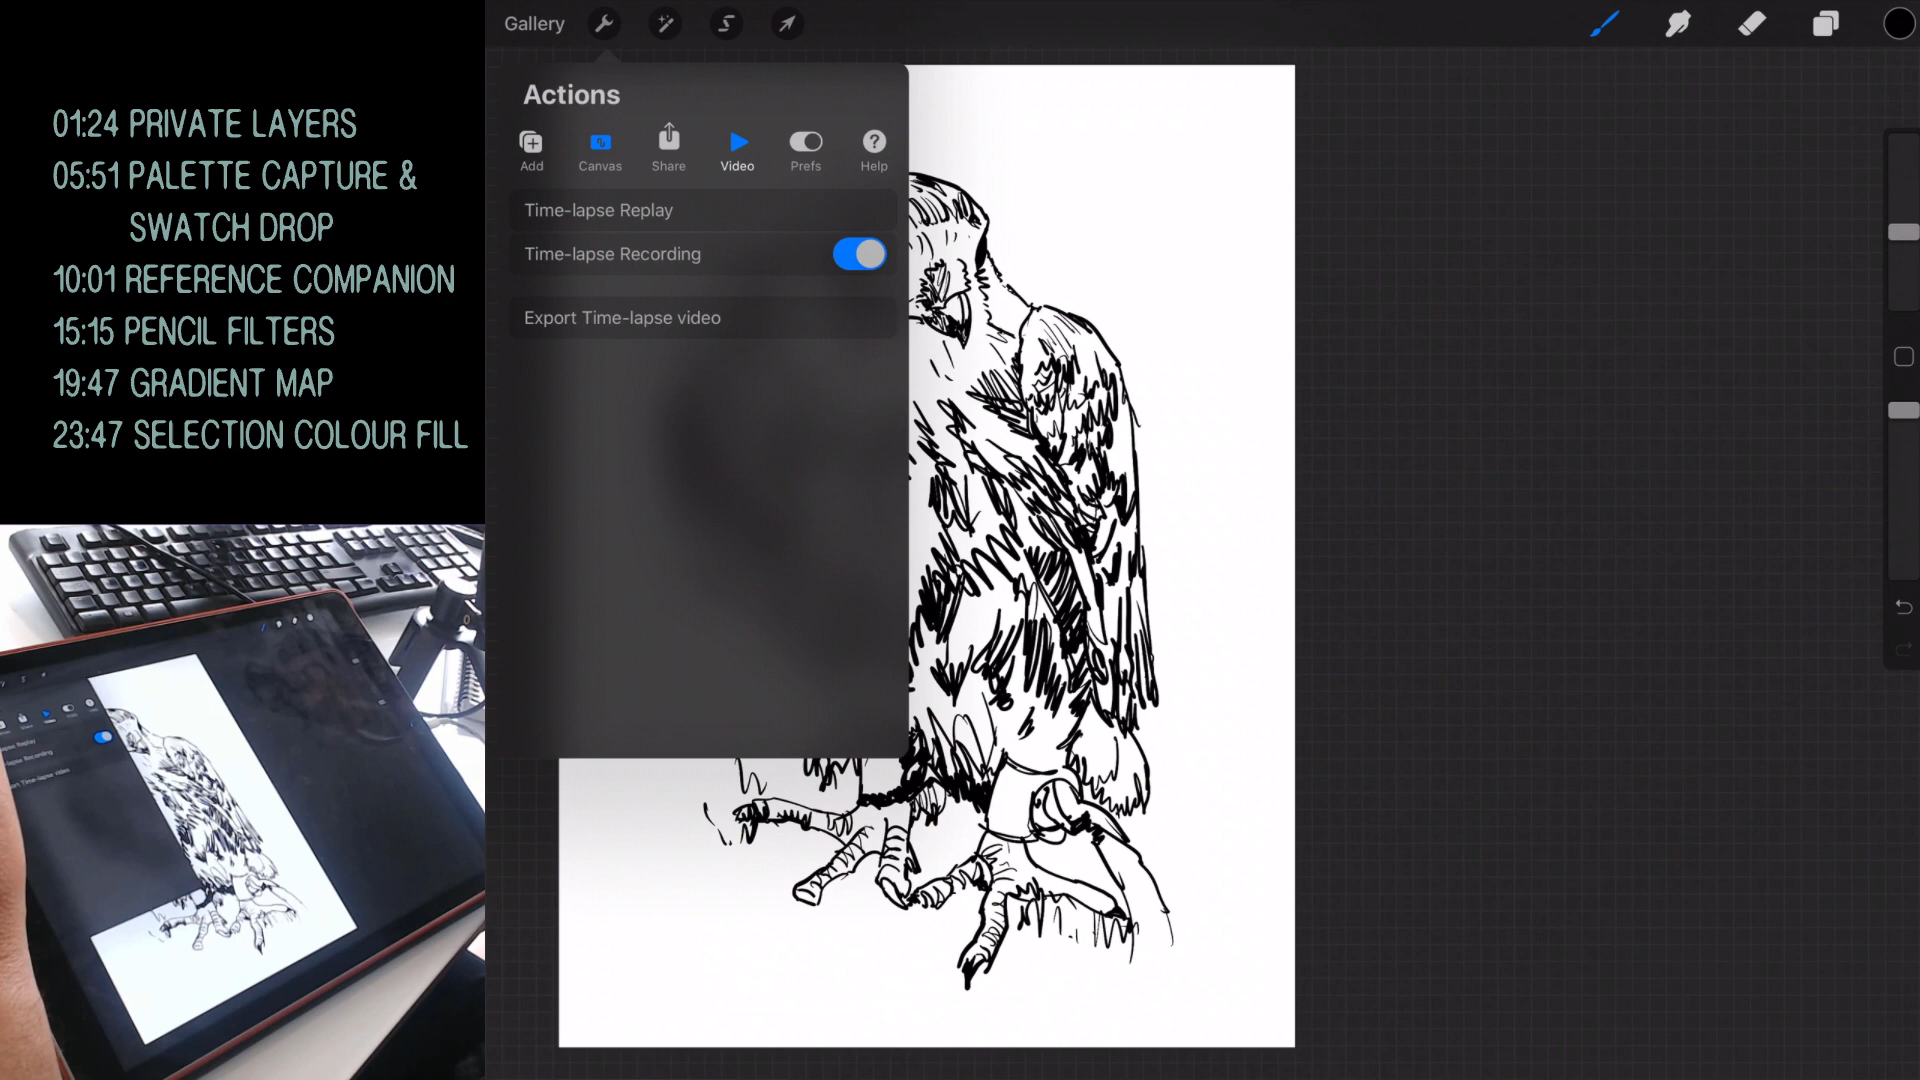 01:24 PRIVATE LAYERS
05:51 PALETTE CAPTURE &
SWATCH DROP
10:01 REFERENCE COMPANION
15:15 PENCIL FILTERS
19:47 GRADIENT MAP
23:47 SELECTION COLOUR FILL
Gallery
Actions
Add Canvas Share Video Prefs Help
Time-lapse Replay
Time-lapse Recording
Export Time-lapse video